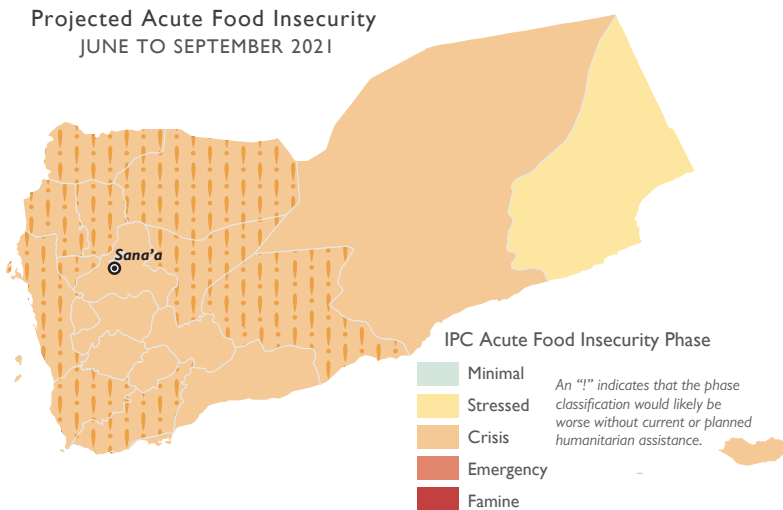 Projected Acute Food Insecurity
JUNE TO SEPTEMBER 2021
Sana'a
IPC Acute Food Insecurity Phase
Minimal
Stressed
Crisis
Emergency
Famine
An “!” indicates that the phase
classification would likely be
worse without current or planned
humanitarian assistance.